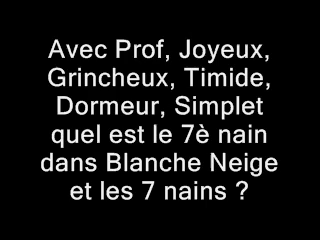 Avec Prof, Joyeux,
Grincheux, Timide,
Dormeur, Simplet
quel est le 7è nain
dans Blanche Neige
et les 7 nains ?